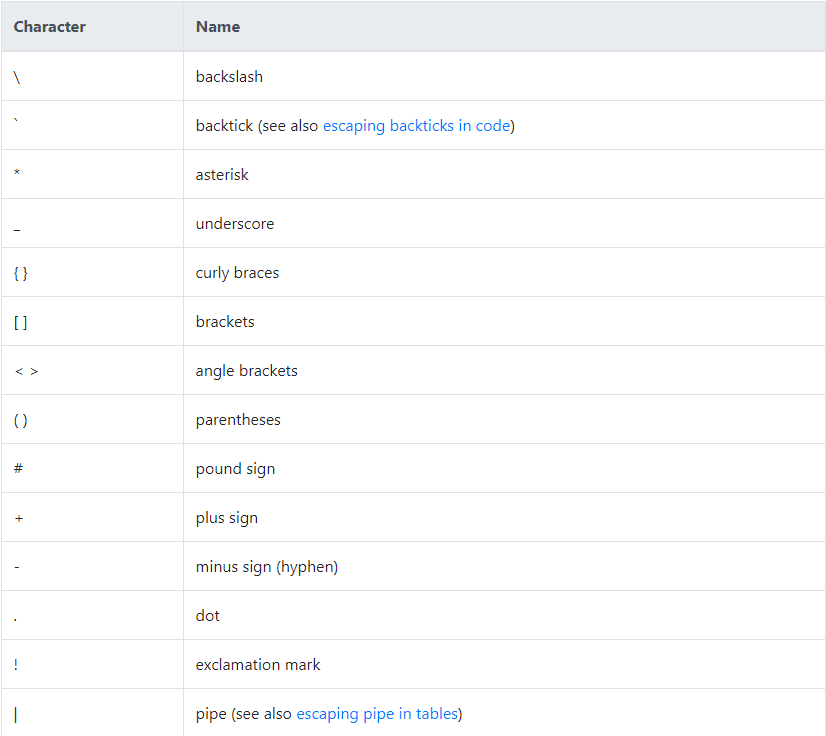 Character Name
\ backslash
` backtick (see also escaping backticks in code)
* asterisk
_ underscore
{ } curly braces
[ ] brackets
< > angle brackets
( ) parentheses
# pound sign
+ plus sign
- minus sign (hyphen)
. dot
! exclamation mark
| pipe (see also escaping pipe in tables)